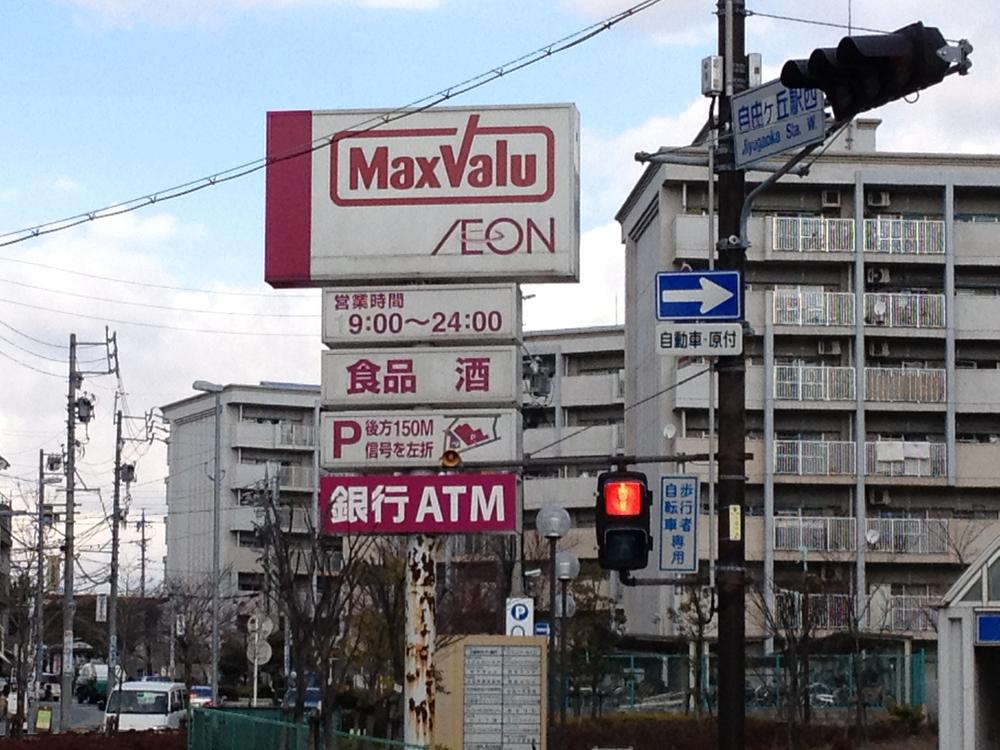 MaxValu
ÆON
営業時間
9:00～24:00
食品 酒
P 後方150M
信号を左折
銀行ATM
自由ヶ丘駅西
Jiyugaoka Sta. W.
自動車・原付
歩行者
自転車専用
P